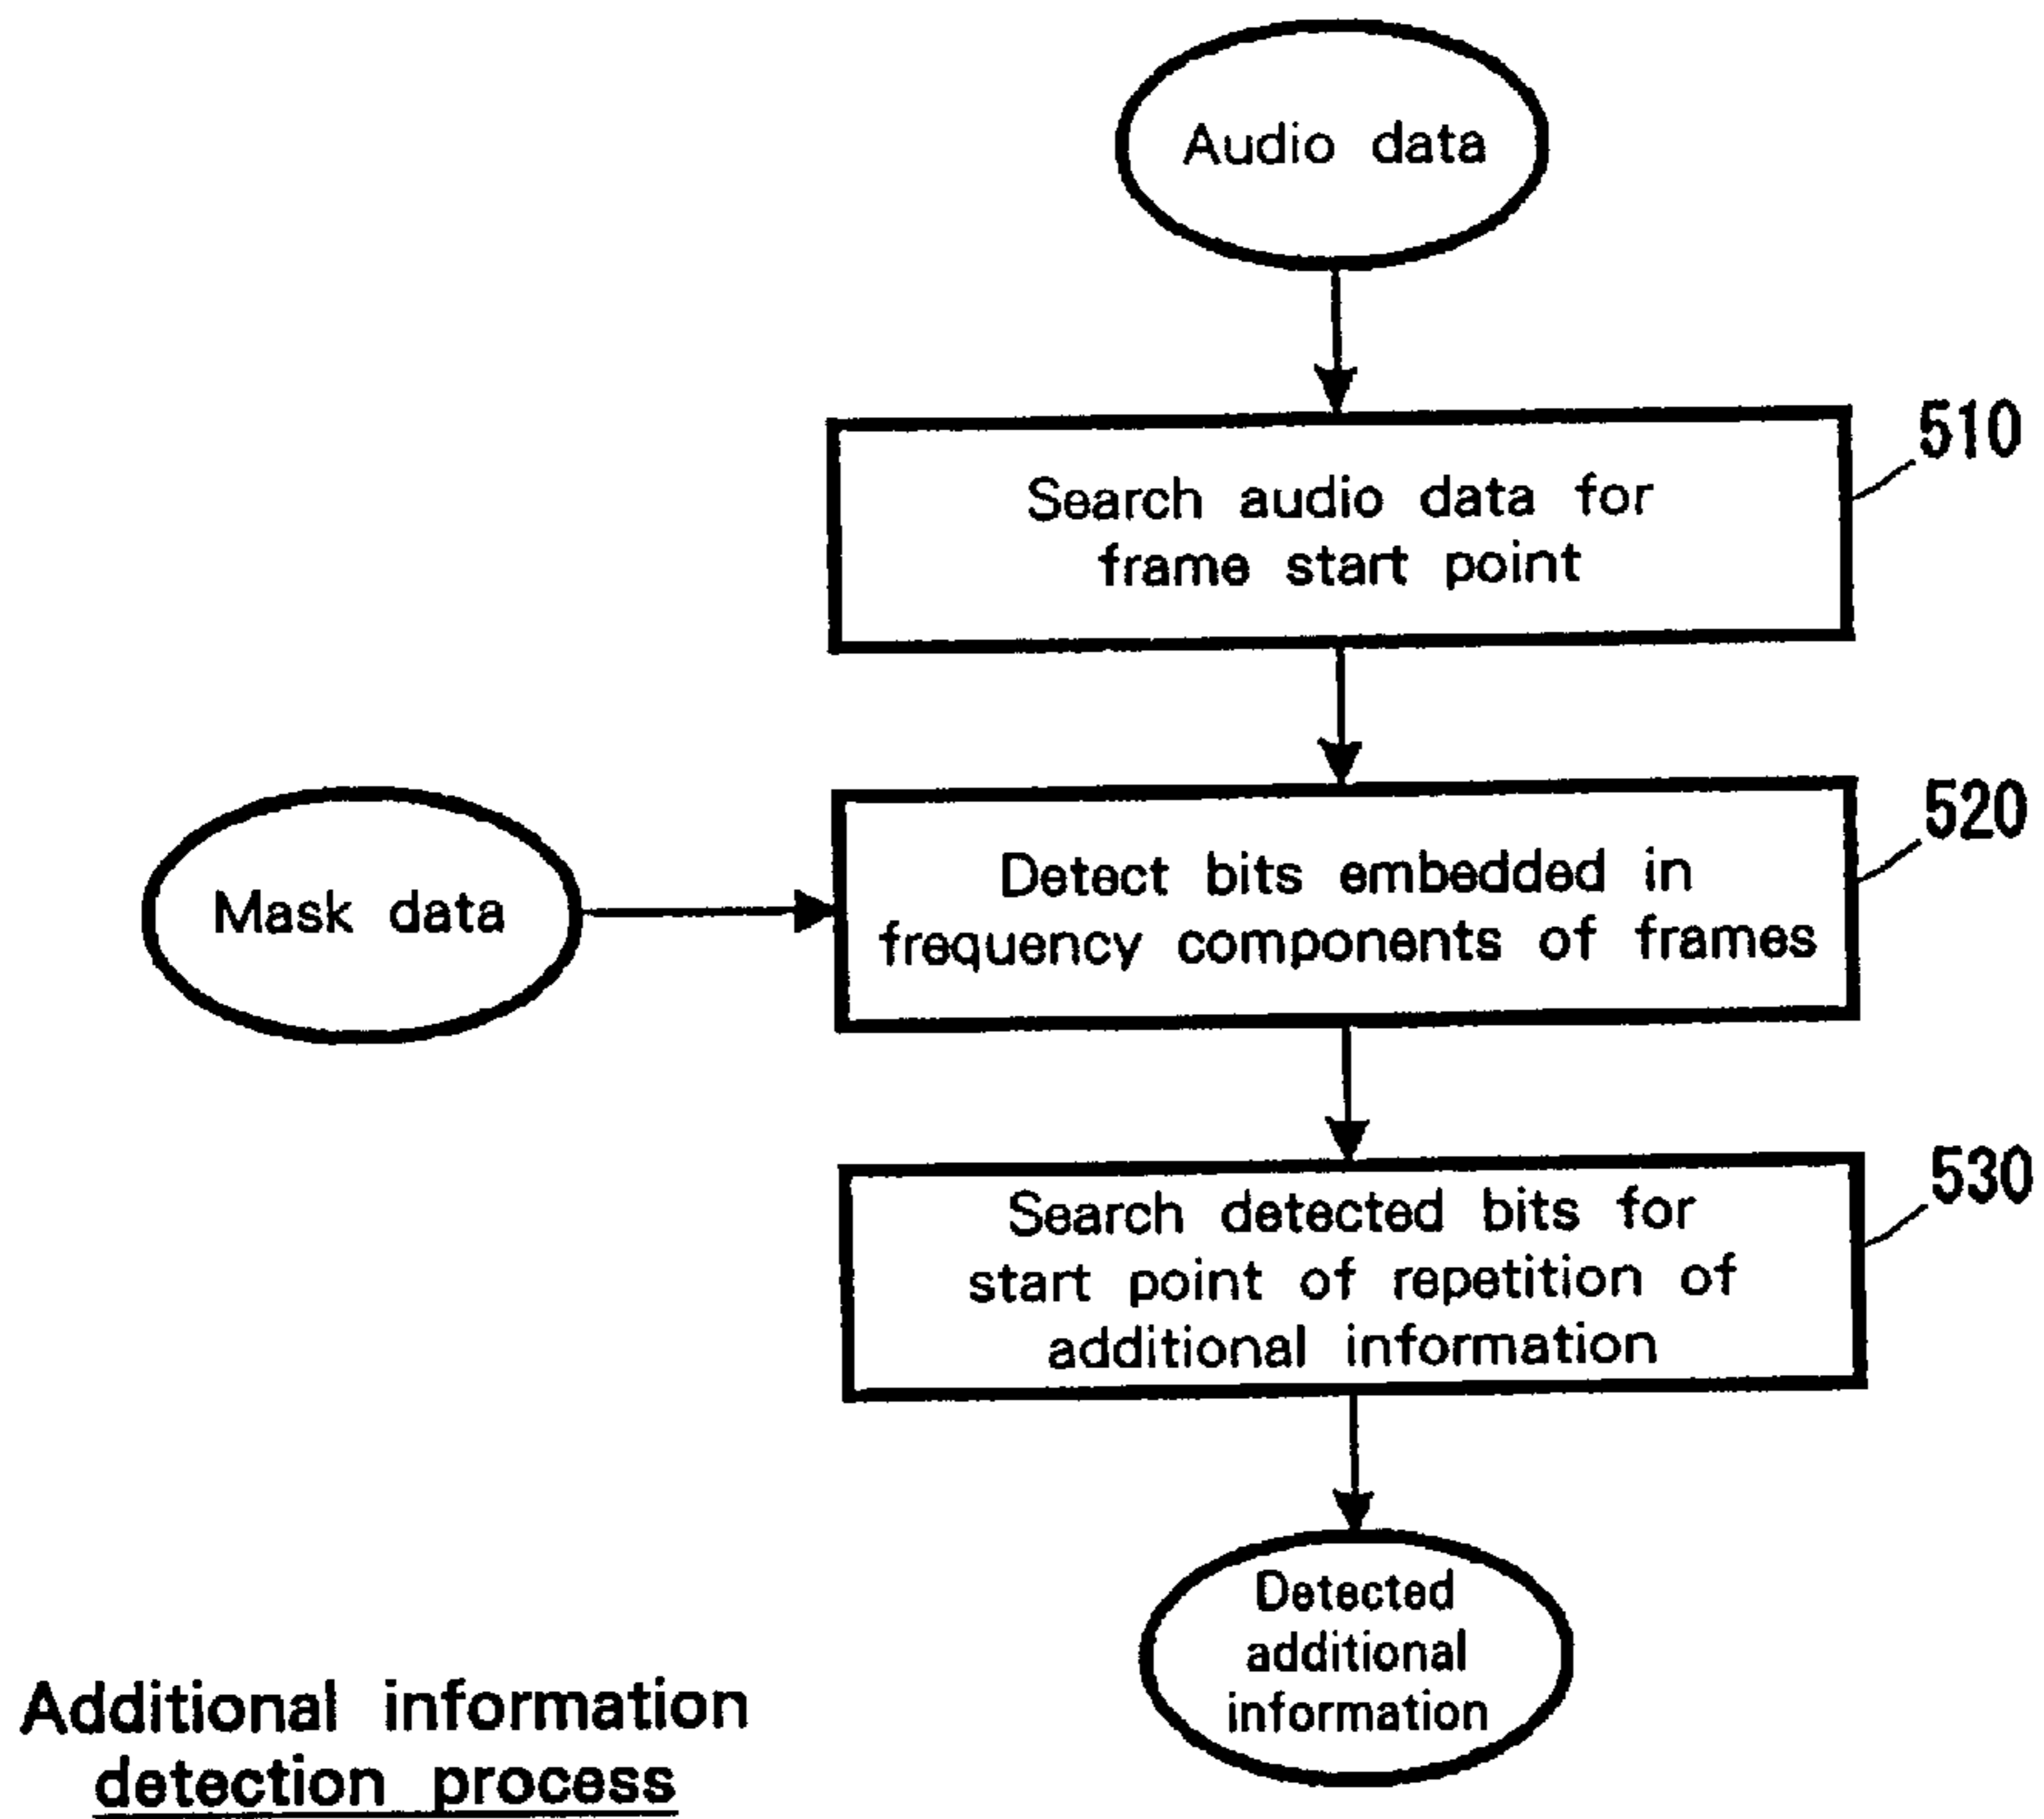 Audio data
510
Search audio data for
frame start point
520
Mask data
Detect bits embedded in
frequency components of frames
530
Search detected bits for
start point of repetition of
additional information
Detected
additional
information
Additional information
detection process